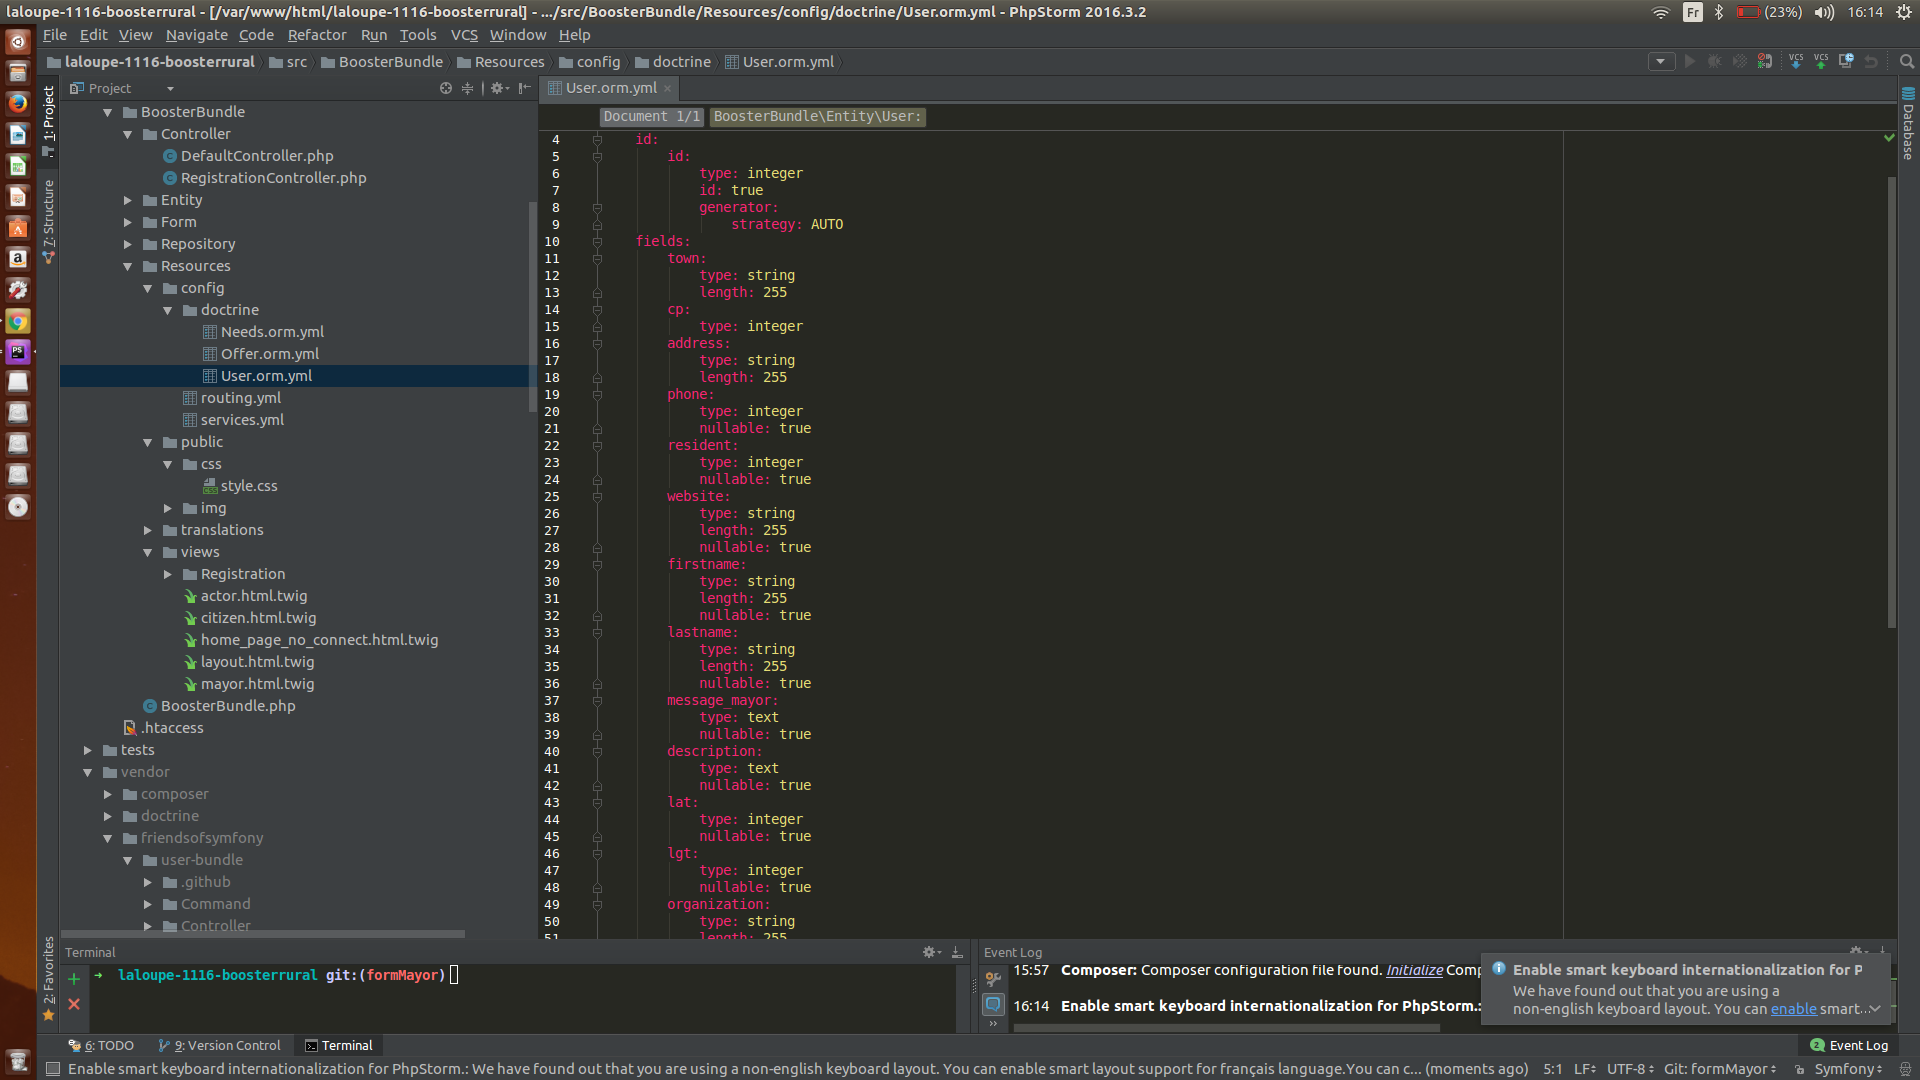 laloupe-1116-boosterrural - [/var/www/html/laloupe-1116-boosterrural] - .../src/BoosterBundle/Resources/config/doctrine/User.orm.yml - PhpStorm 2016.3.2
Fr (23%) 16:14
File Edit View Navigate Code Refactor Run Tools VCS Window Help
laloupe-1116-boosterrural src BoosterBundle Resources config doctrine User.orm.yml
VCS VCS
1: Project
7: Structure
2: Favorites
Project
BoosterBundle
Controller
DefaultController.php
RegistrationController.php
Entity
Form
Repository
Resources
config
doctrine
Needs.orm.yml
Offer.orm.yml
User.orm.yml
routing.yml
services.yml
public
css
style.css
img
translations
views
Registration
actor.html.twig
citizen.html.twig
home_page_no_connect.html.twig
layout.html.twig
mayor.html.twig
BoosterBundle.php
.htaccess
tests
vendor
composer
doctrine
friendsofsymfony
user-bundle
.github
Command
Controller
User.orm.yml
Document 1/1 BoosterBundle\Entity\User:
4 id:
5 id:
6 type: integer
7 id: true
8 generator:
9 strategy: AUTO
10 fields:
11 town:
12 type: string
13 length: 255
14 cp:
15 type: integer
16 address:
17 type: string
18 length: 255
19 phone:
20 type: integer
21 nullable: true
22 resident:
23 type: integer
24 nullable: true
25 website:
26 type: string
27 length: 255
28 nullable: true
29 firstname:
30 type: string
31 length: 255
32 nullable: true
33 lastname:
34 type: string
35 length: 255
36 nullable: true
37 message_mayor:
38 type: text
39 nullable: true
40 description:
41 type: text
42 nullable: true
43 lat:
44 type: integer
45 nullable: true
46 lgt:
47 type: integer
48 nullable: true
49 organization:
50 type: string
51 length: 255
Database
Terminal
laloupe-1116-boosterrural git:(formMayor)
Event Log
15:57 Composer: Composer configuration file found. Initialize Comp
16:14 Enable smart keyboard internationalization for PhpStorm.:
Enable smart keyboard internationalization for P
We have found out that you are using a
non-english keyboard layout. You can enable smart...
6: TODO 9: Version Control Terminal 2 Event Log
Enable smart keyboard internationalization for PhpStorm.: We have found out that you are using a non-english keyboard layout. You can enable smart layout support for français language.You can c... (moments ago) 5:1 LF UTF-8 Git: formMayor Symfony